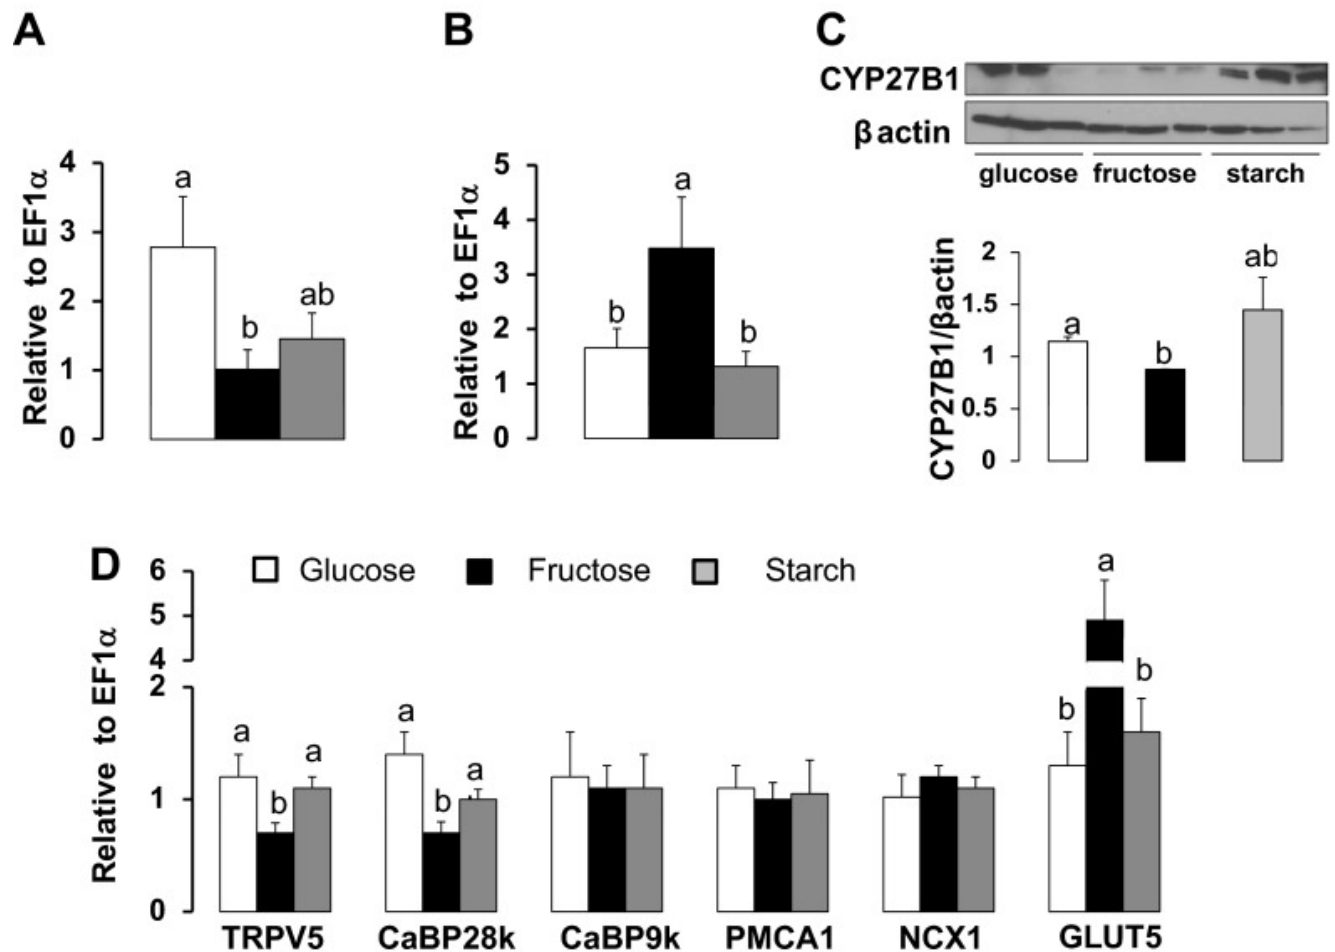 A
4
3
2
1
0
Relative to EF1α
a
b
ab
B
5
4
3
2
1
0
Relative to EF1α
b
a
b
C
CYP27B1
β actin
glucose fructose starch
2
1.5
1
0.5
0
CYP27B1/βactin
a
b
ab
D
Glucose Fructose Starch
6
5
4
2
1
0
Relative to EF1α
a
b
a
a
b
a
b
a
b
TRPV5 CaBP28k CaBP9k PMCA1 NCX1 GLUT5